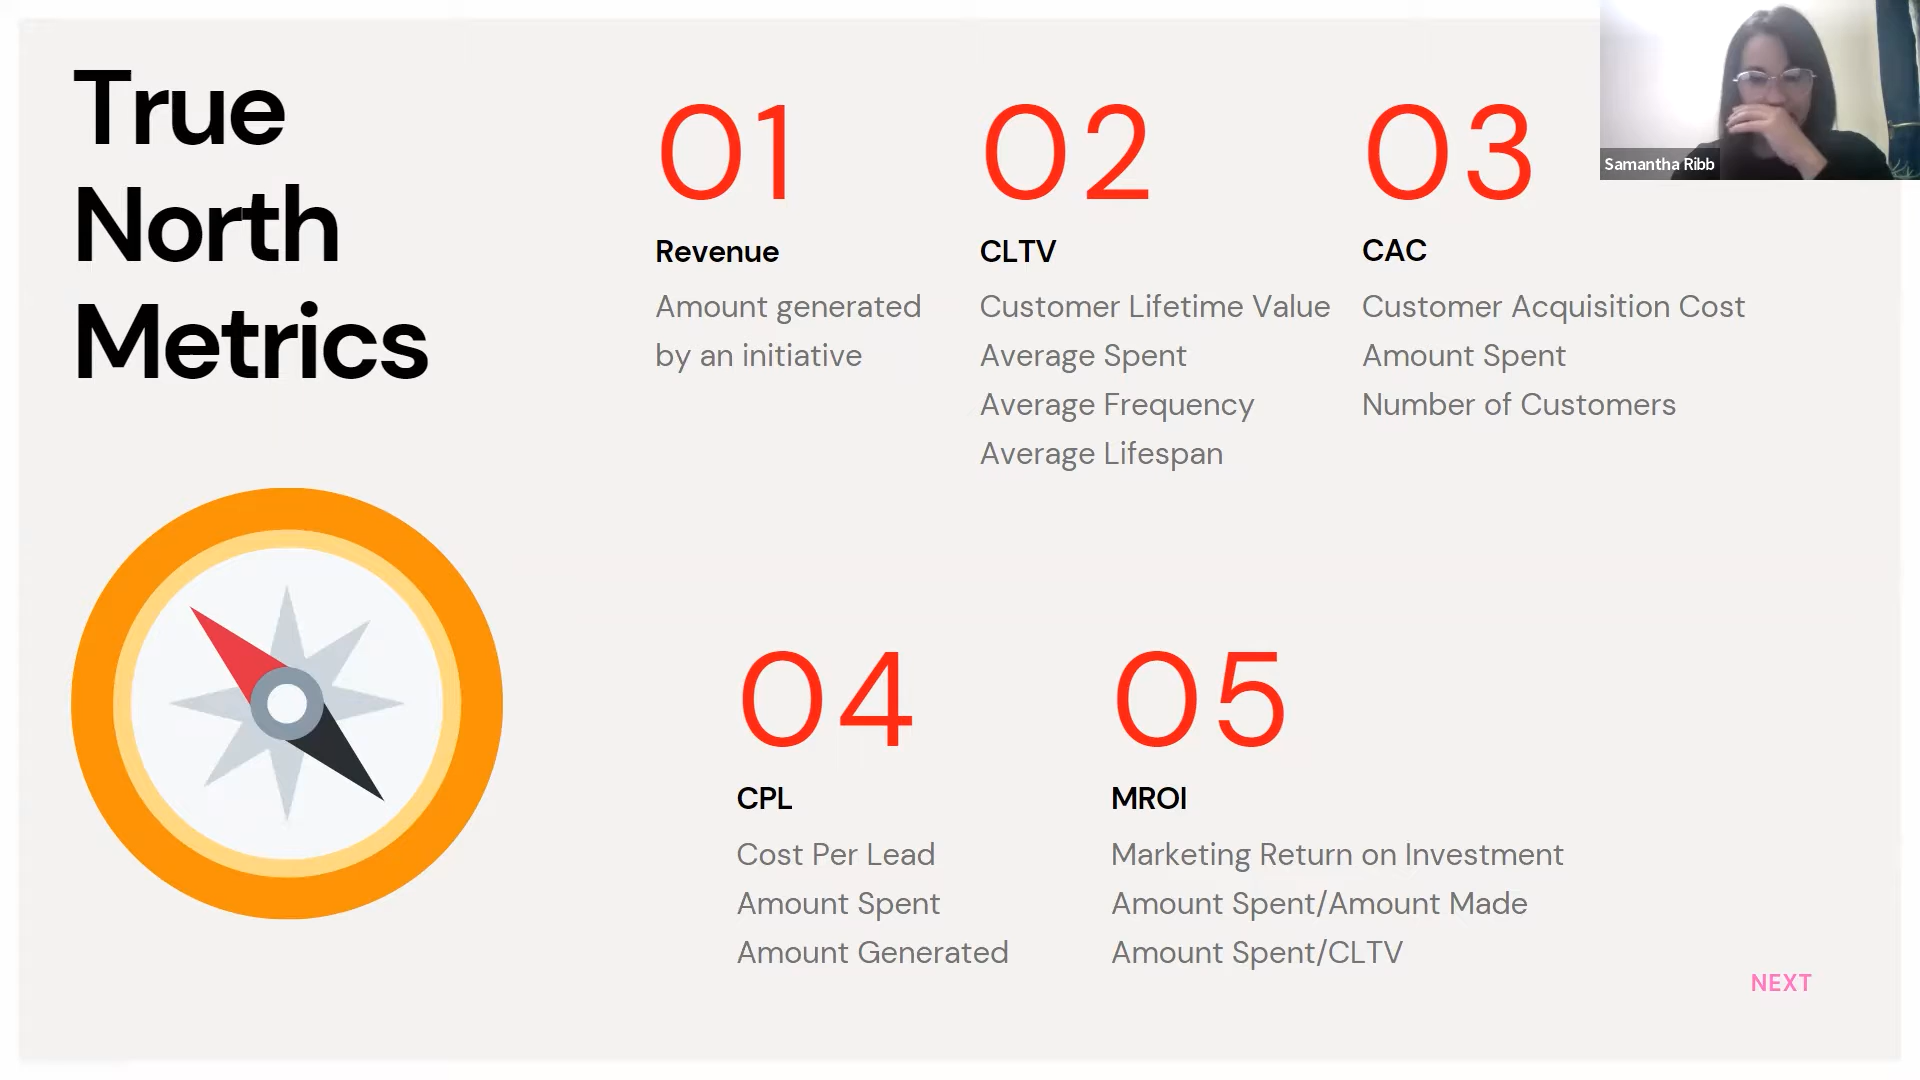 True
North
Metrics
01
Revenue
Amount generated
by an initiative
02
CLTV
Customer Lifetime Value
Average Spent
Average Frequency
Average Lifespan
03
CAC
Customer Acquisition Cost
Amount Spent
Number of Customers
Samantha Ribb
04
CPL
Cost Per Lead
Amount Spent
Amount Generated
05
MROI
Marketing Return on Investment
Amount Spent/Amount Made
Amount Spent/CLTV
NEXT